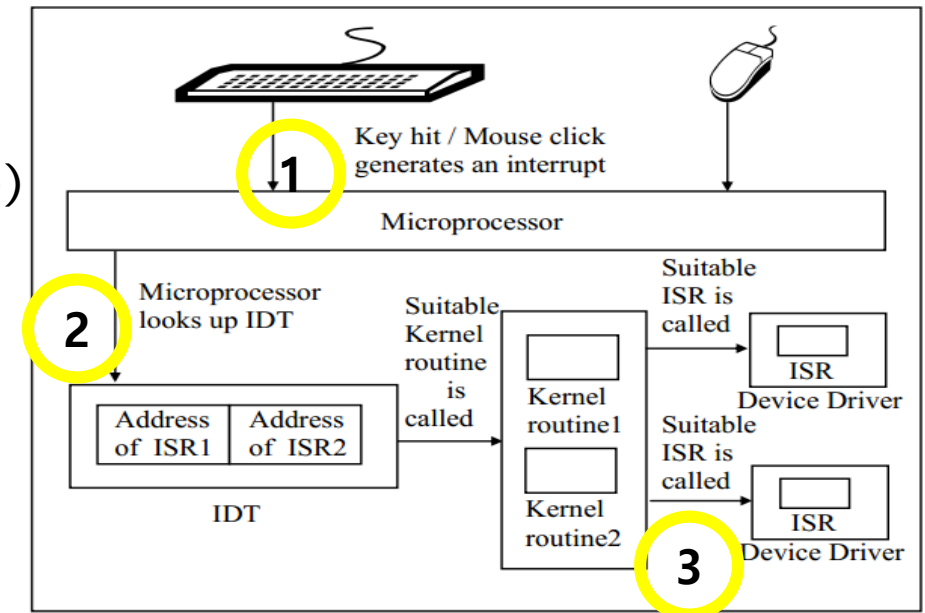 )
1
Key hit / Mouse click
generates an interrupt
Microprocessor
2
Microprocessor
looks up IDT
Address
of ISR1
Address
of ISR2
IDT
Suitable
Kernel
routine
is
called
Kernel
routine1
Kernel
routine2
3
Suitable
ISR is
called
ISR
Device Driver
Suitable
ISR is
called
ISR
Device Driver